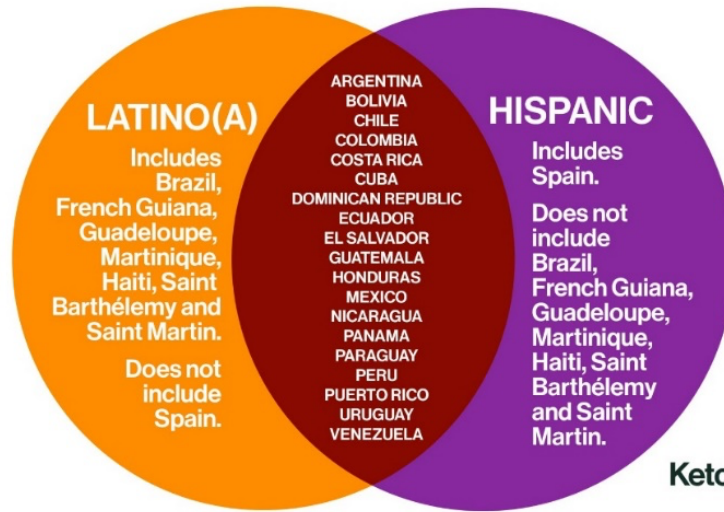 LATINO(A)
Includes
Brazil,
French Guiana,
Guadeloupe,
Martinique,
Haiti, Saint
Barthélemy and
Saint Martin.
Does not
include
Spain.
ARGENTINA
BOLIVIA
CHILE
COLOMBIA
COSTA RICA
CUBA
DOMINICAN REPUBLIC
ECUADOR
EL SALVADOR
GUATEMALA
HONDURAS
MEXICO
NICARAGUA
PANAMA
PARAGUAY
PERU
PUERTO RICO
URUGUAY
VENEZUELA
HISPANIC
Includes
Spain.
Does not
include
Brazil,
French Guiana,
Guadeloupe,
Martinique,
Haiti, Saint
Barthélemy
and Saint
Martin.